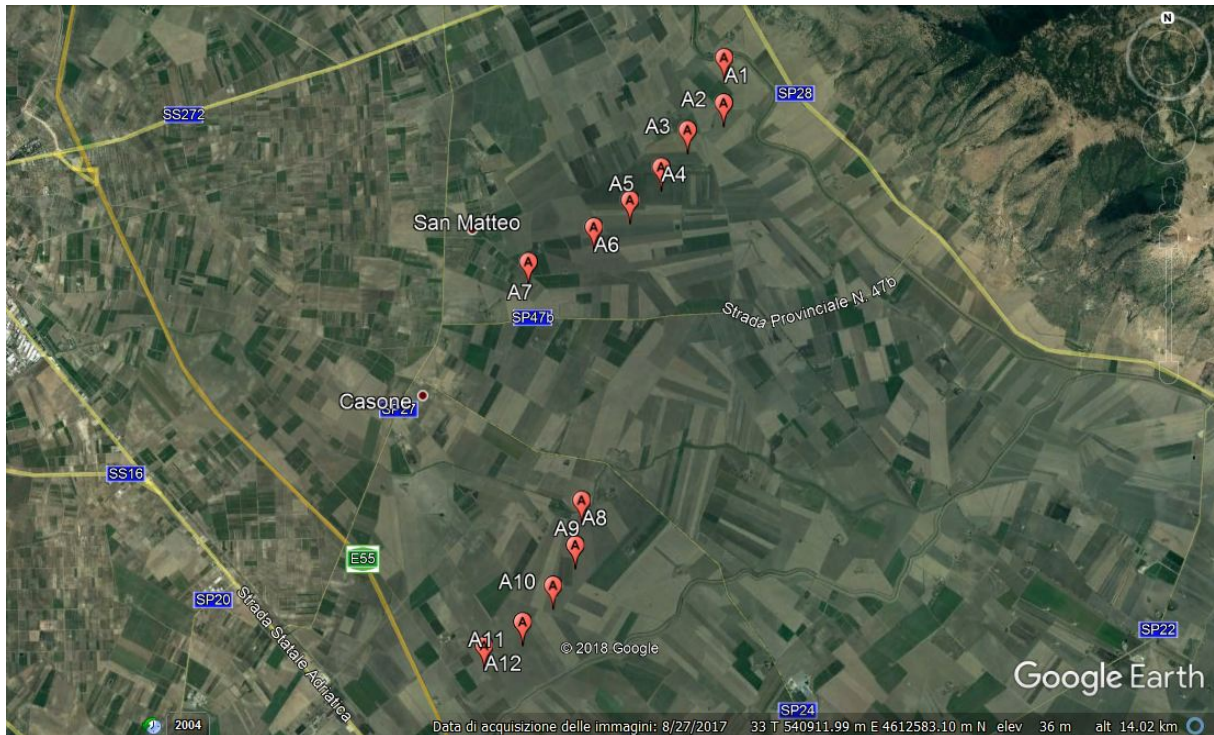 N
A1
SP28
A2
SS272
A3
A4
A5
San Matteo
A6
A7
SP47b
Strada Provinciale N. 47b
Casone
SP27
SS16
A8
A9
E55
A10
SP20
Strada Statale Adriatica
SP22
A11
© 2018 Google
A12
Google Earth
SP24
2004
Data di acquisizione delle immagini: 8/27/2017 33 T 540911.99 m E 4612583.10 m N elev 36 m alt 14.02 km